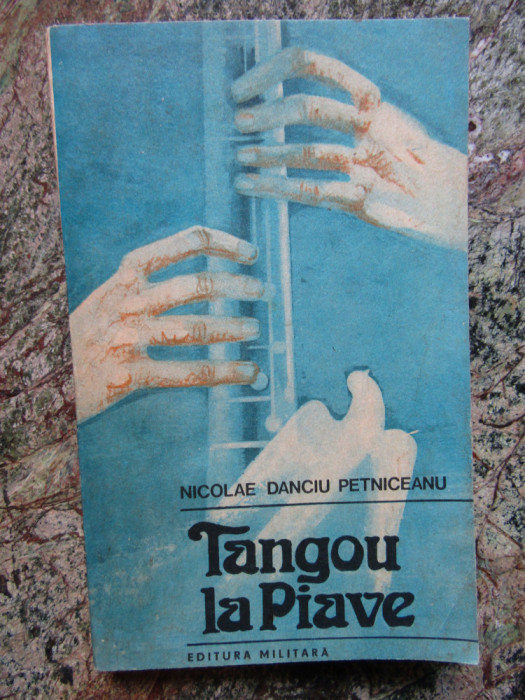 NICOLAE DANCIU PETNICEANU
Tangou
la Piave
EDITURA MILITARĂ